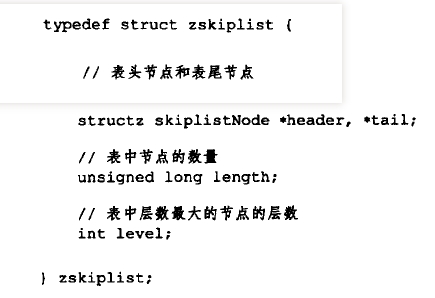 typedef struct zskiplist {
// 表头节点和表尾节点
structz skiplistNode *header, *tail;
// 表中节点的数量
unsigned long length;
// 表中层数最大的节点的层数
int level;
} zskiplist;